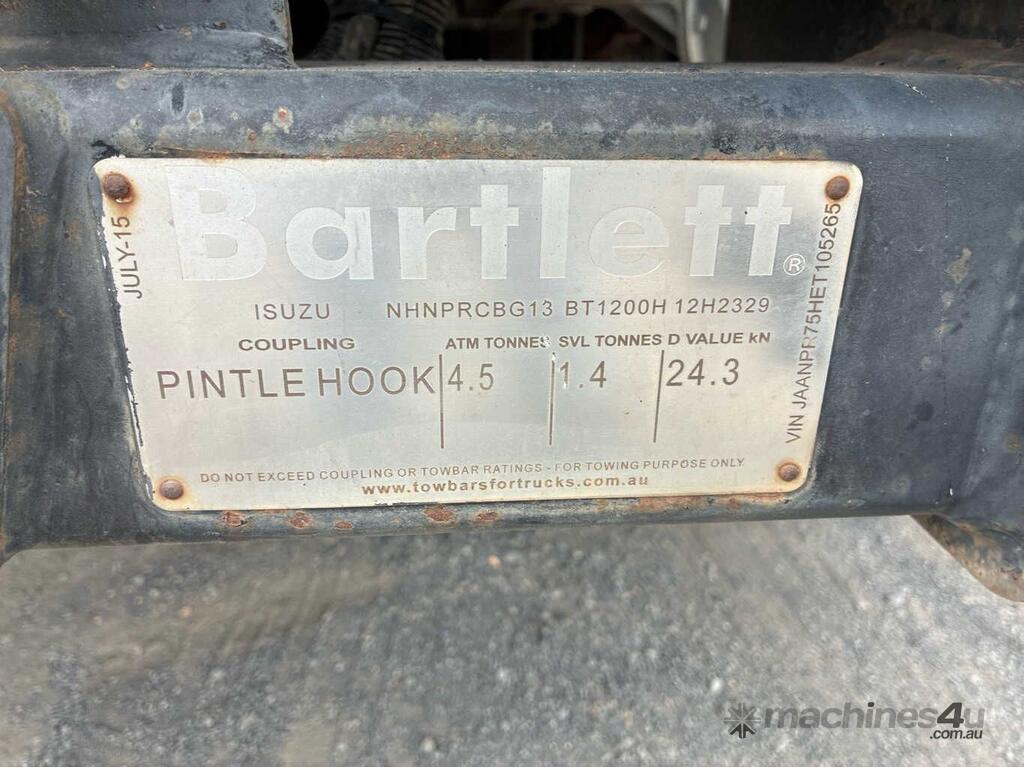 Bartlett®
JULY-15
ISUZU NHNPRCBG13 BT1200H 12H2329
COUPLING ATM TONNES SVL TONNES D VALUE kN
PINTLE HOOK 4.5 1.4 24.3
VIN JAANPR75HET105265
DO NOT EXCEED COUPLING OR TOWBAR RATINGS - FOR TOWING PURPOSE ONLY
www.towbarsfortrucks.com.au
machines4u
.com.au